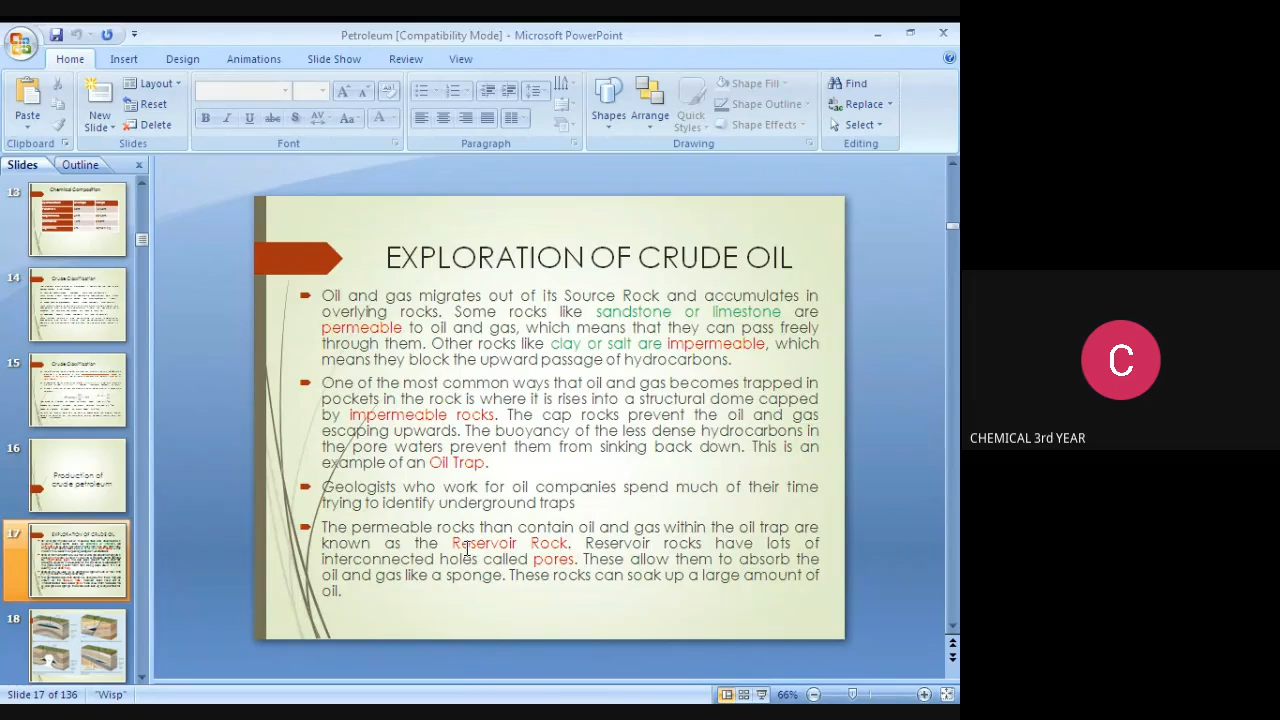 Petroleum [Compatibility Mode] - Microsoft PowerPoint
Home Insert Design Animations Slide Show Review View
Paste
Clipboard
New Slide
Layout
Reset
Delete
Slides
Font
Paragraph
Shapes
Arrange
Quick Styles
Shape Fill
Shape Outline
Shape Effects
Drawing
Find
Replace
Select
Editing
Slides Outline
13
Chemical Composition
14
Crude Classification
15
Crude Classification
16
Production of
crude petroleum
17
EXPLORATION OF CRUDE OIL
18
EXPLORATION OF CRUDE OIL
Oil and gas migrates of its Source Rock and accumulates in
overlying rocks. Some rocks like sandstone or limestone are
permeable to oil and gas, which means that they can pass freely
through them. Other rocks like clay or salt are impermeable, which
means they block the upward passage of hydrocarbons.
One of the most common ways that oil and gas becomes trapped in
pockets in the rock is where it is rises into a structural dome capped
by impermeable rocks. The cap rocks prevent the oil and gas
escaping upwards. The buoyancy of the less dense hydrocarbons in
the pore waters prevent them from sinking back down. This is an
example of an Oil Trap.
Geologists who work for oil companies spend much of their time
trying to identify underground traps
The permeable rocks than contain oil and gas within the oil trap are
known as the Reservoir Rock. Reservoir rocks have lots of
interconnected holes called pores. These allow them to absorb the
oil and gas like a sponge. These rocks can soak up a large amount of
oil.
Slide 17 of 136 "Wisp" 66%
C
CHEMICAL 3rd YEAR